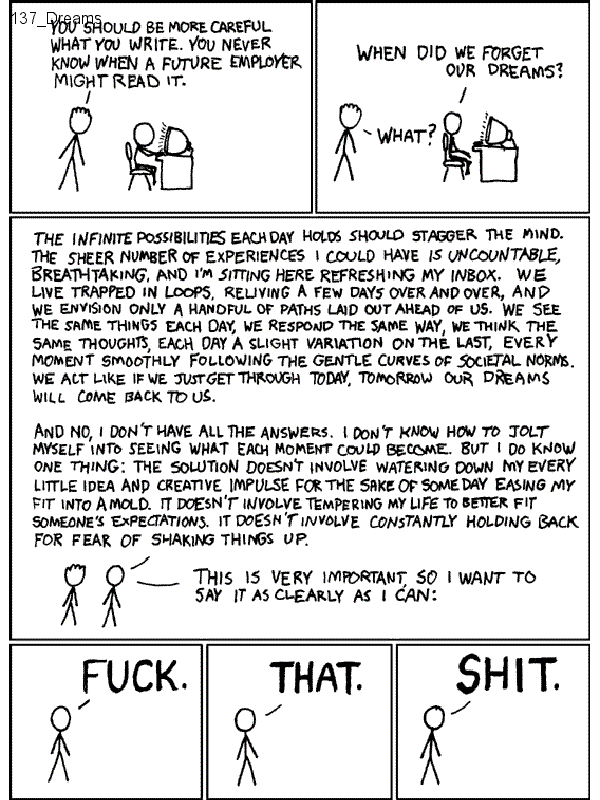 137_Dreams
YOU SHOULD BE MORE CAREFUL
WHAT YOU WRITE. YOU NEVER
KNOW WHEN A FUTURE EMPLOYER
MIGHT READ IT.
WHEN DID WE FORGET
OUR DREAMS?
WHAT?
THE INFINITE POSSIBILITIES EACH DAY HOLDS SHOULD STAGGER THE MIND.
THE SHEER NUMBER OF EXPERIENCES I COULD HAVE IS UNCOUNTABLE,
BREATHTAKING, AND I'M SITTING HERE REFRESHING MY INBOX. WE
LIVE TRAPPED IN LOOPS, RELIVING A FEW DAYS OVER AND OVER, AND
WE ENVISION ONLY A HANDFUL OF PATHS LAID OUT AHEAD OF US. WE SEE
THE SAME THINGS EACH DAY, WE RESPOND THE SAME WAY, WE THINK THE
SAME THOUGHTS, EACH DAY A SLIGHT VARIATION ON THE LAST, EVERY
MOMENT SMOOTHLY FOLLOWING THE GENTLE CURVES OF SOCIETAL NORMS.
WE ACT LIKE IF WE JUST GET THROUGH TODAY, TOMORROW OUR DREAMS
WILL COME BACK TO US.
AND NO, I DON'T HAVE ALL THE ANSWERS. I DON'T KNOW HOW TO JOLT
MYSELF INTO SEEING WHAT EACH MOMENT COULD BECOME. BUT I DO KNOW
ONE THING: THE SOLUTION DOESN'T INVOLVE WATERING DOWN MY EVERY
LITTLE IDEA AND CREATIVE IMPULSE FOR THE SAKE OF SOMEDAY EASING MY
FIT INTO A MOLD. IT DOESN'T INVOLVE TEMPERING MY LIFE TO BETTER FIT
SOMEONE'S EXPECTATIONS. IT DOESN'T INVOLVE CONSTANTLY HOLDING BACK
FOR FEAR OF SHAKING THINGS UP.
THIS IS VERY IMPORTANT, SO I WANT TO
SAY IT AS CLEARLY AS I CAN:
FUCK.
THAT.
SHIT.